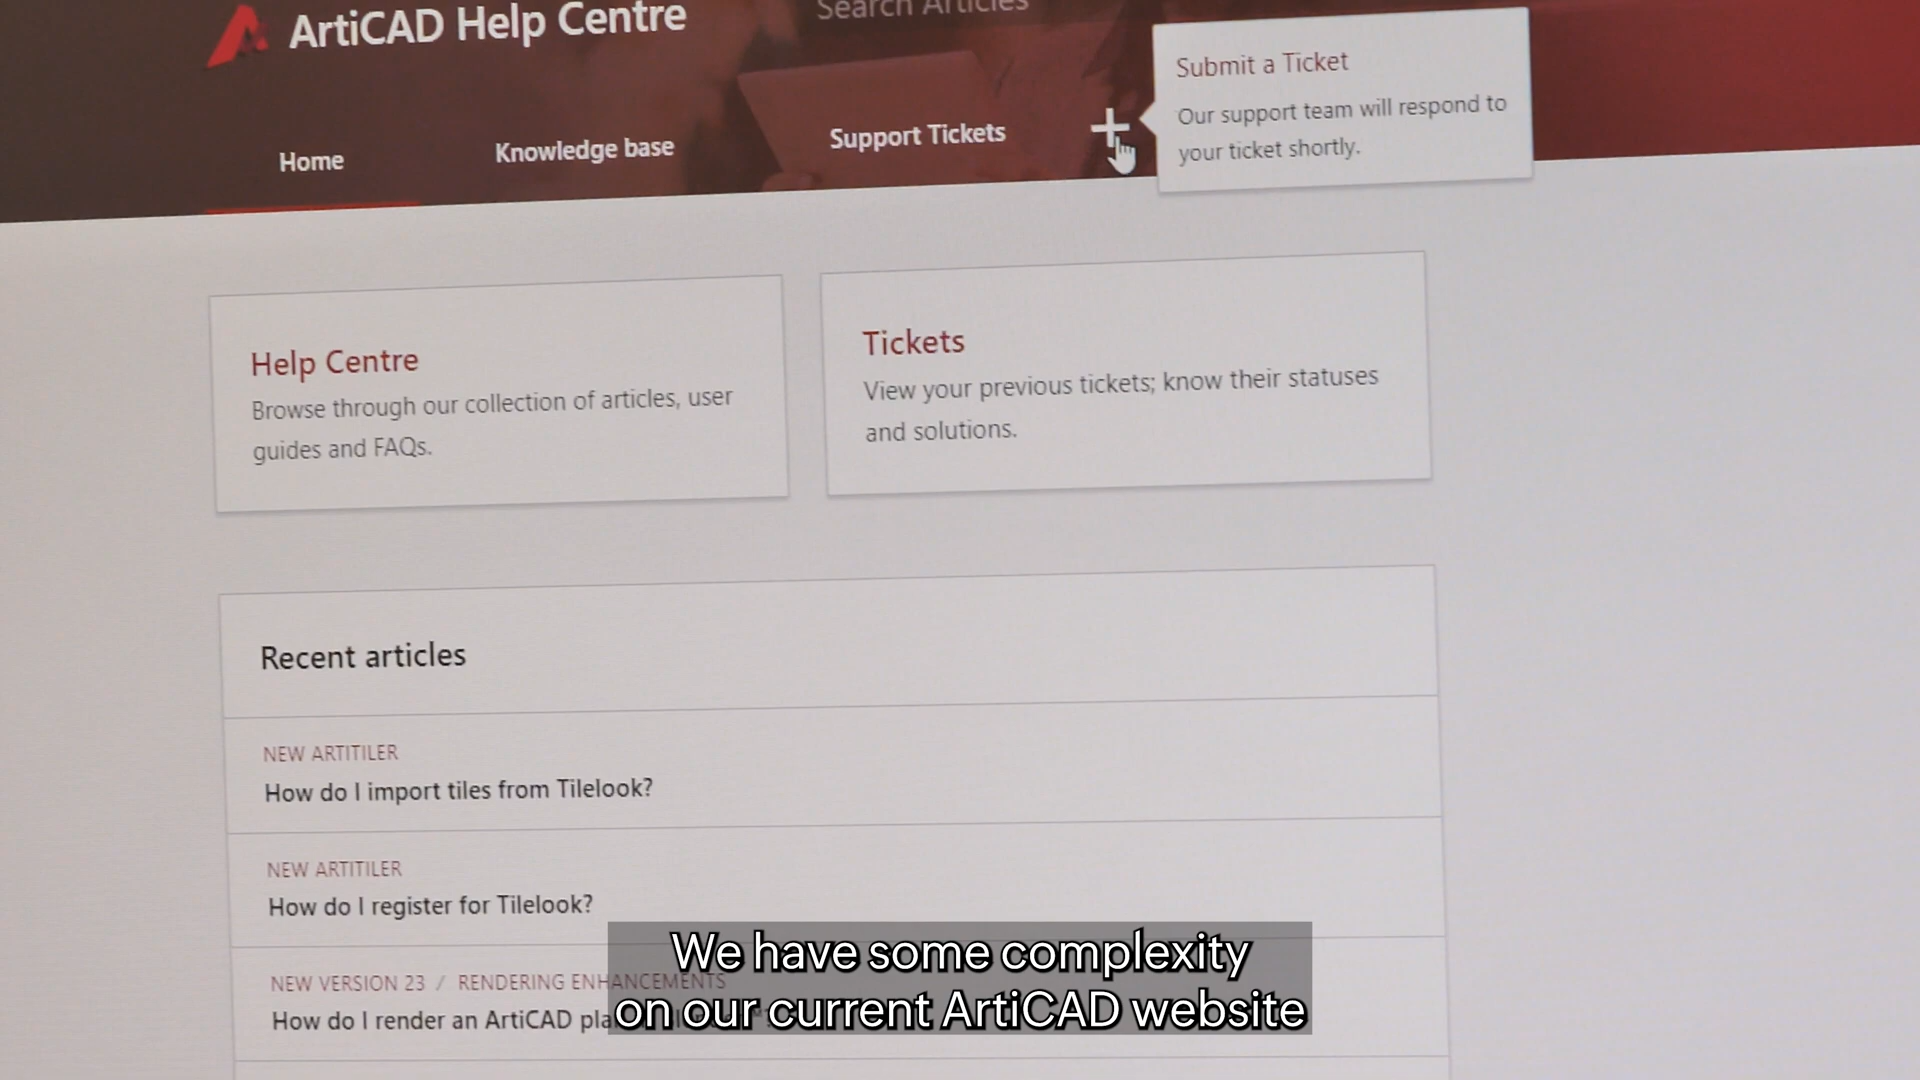 ArtiCAD Help Centre
Search Articles
Submit a Ticket
Our support team will respond to
your ticket shortly.
Home
Knowledge base
Support Tickets
Help Centre
Browse through our collection of articles, user
guides and FAQs.
Tickets
View your previous tickets; know their statuses
and solutions.
Recent articles
NEW ARTITILER
How do I import tiles from Tilelook?
NEW ARTITILER
How do I register for Tilelook?
NEW VERSION 23 / RENDERING ENHANCEMENTS
How do I render an ArtiCAD
We have some complexity
on our current ArtiCAD website